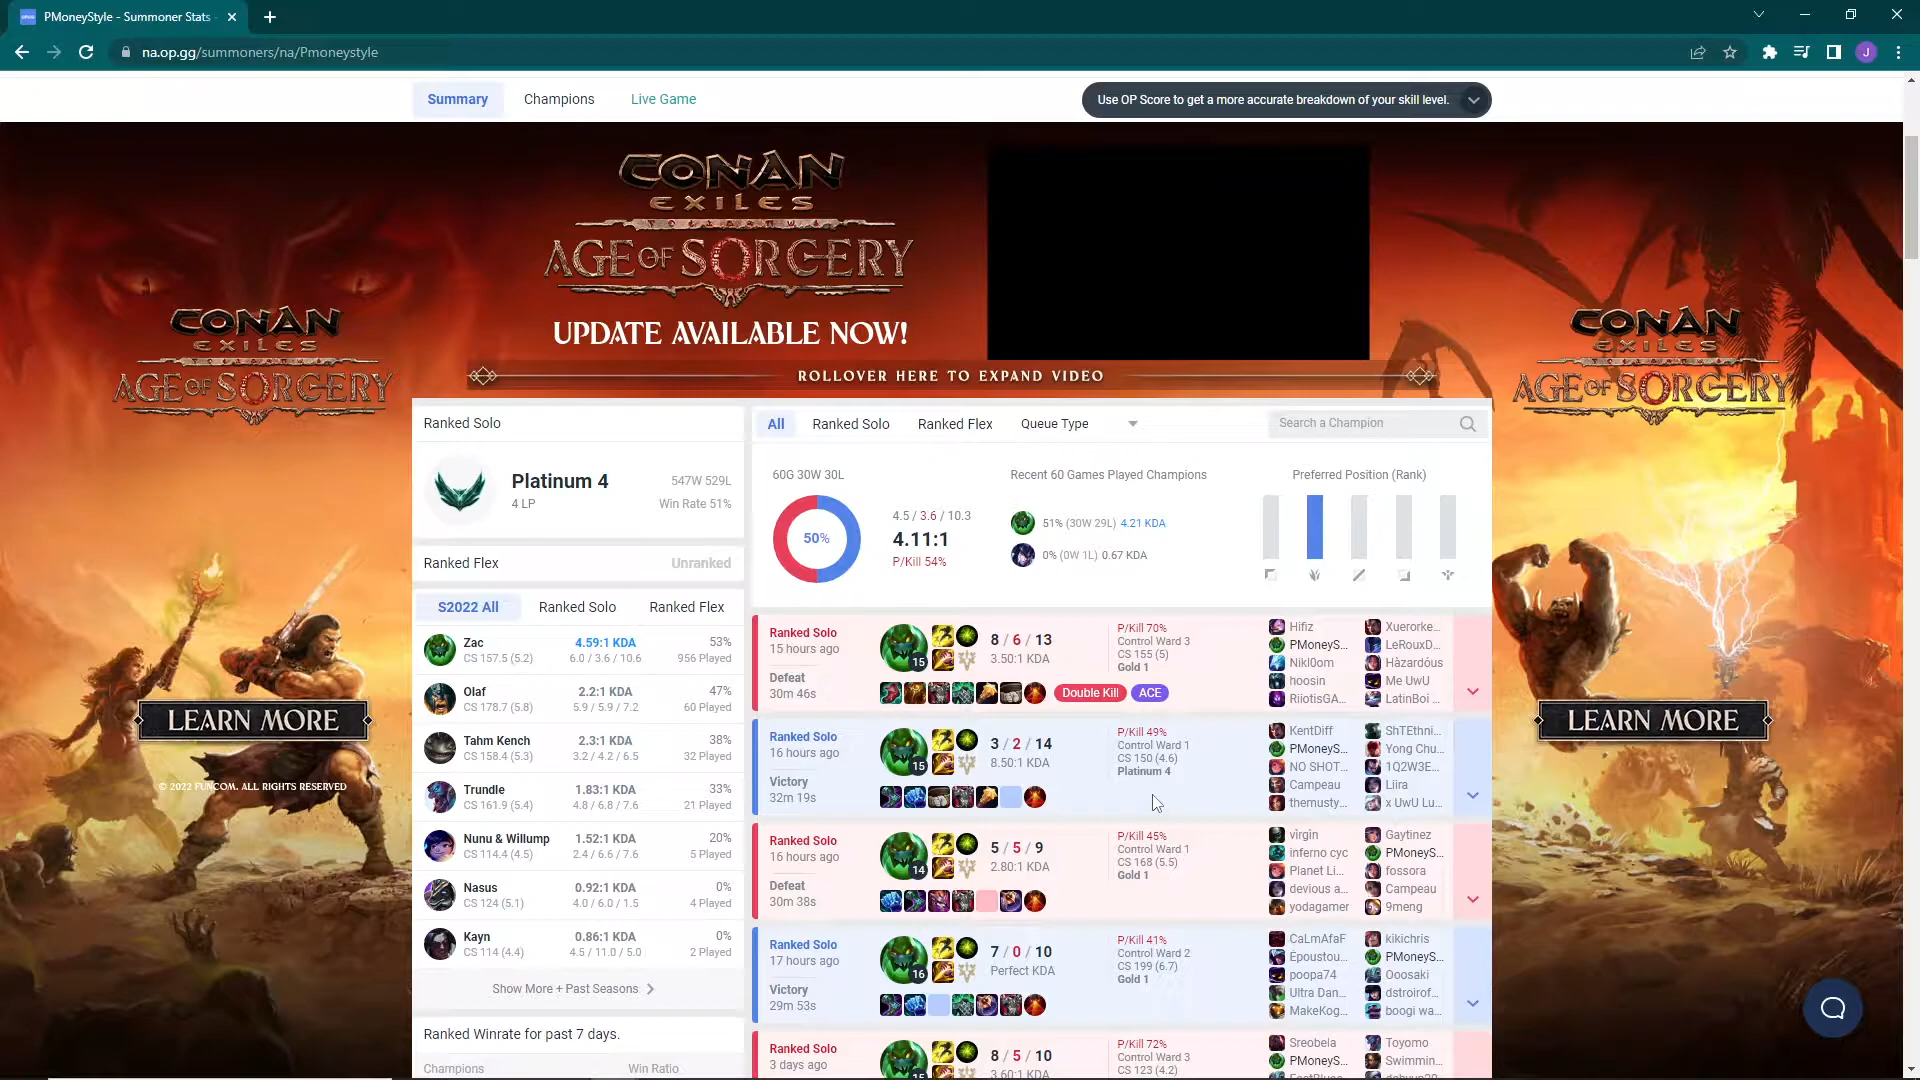 PMoneyStyle - Summoner Stats -
na.op.gg/summoners/na/Pmoneystyle
J
Summary
Champions
Live Game
Use OP Score to get a more accurate breakdown of your skill level.
CONAN
EXILES
AGE OF SORCERY
UPDATE AVAILABLE NOW!
ROLLOVER HERE TO EXPAND VIDEO
CONAN
EXILES
AGE OF SORCERY
LEARN MORE
© 2022 FUNCOM. ALL RIGHTS RESERVED
CONAN
EXILES
AGE OF SORCERY
LEARN MORE
Ranked Solo
Platinum 4
4 LP
547W 529L
Win Rate 51%
Ranked Flex
Unranked
S2022 All
Ranked Solo
Ranked Flex
Zac 4.59:1 KDA 53%
CS 157.5 (5.2) 6.0 / 3.6 / 10.6 956 Played
Olaf 2.2:1 KDA 47%
CS 178.7 (5.8) 5.9 / 5.9 / 7.2 60 Played
Tahm Kench 2.3:1 KDA 38%
CS 158.4 (5.3) 3.2 / 4.2 / 6.5 32 Played
Trundle 1.83:1 KDA 33%
CS 161.9 (5.4) 4.8 / 6.8 / 7.6 21 Played
Nunu & Willump 1.52:1 KDA 20%
CS 114.4 (4.5) 2.4 / 6.6 / 7.6 5 Played
Nasus 0.92:1 KDA 0%
CS 124 (5.1) 4.0 / 6.0 / 1.5 4 Played
Kayn 0.86:1 KDA 0%
CS 114 (4.4) 4.5 / 11.0 / 5.0 2 Played
Show More + Past Seasons
Ranked Winrate for past 7 days.
Champions
Win Ratio
All
Ranked Solo
Ranked Flex
Queue Type
Search a Champion
60G 30W 30L
50%
4.5 / 3.6 / 10.3
4.11:1
P/Kill 54%
Recent 60 Games Played Champions
51% (30W 29L) 4.21 KDA
0% (0W 1L) 0.67 KDA
Preferred Position (Rank)
Ranked Solo
15 hours ago
Defeat
30m 46s
15
8 / 6 / 13
3.50:1 KDA
Double Kill
ACE
P/Kill 70%
Control Ward 3
CS 155 (5)
Gold 1
Hifiz
PMoneyS...
Nikl0om
hoosin
RiiotisGA...
Xuerorke...
LeRouxD...
Hàzardóus
Me UwU
LatinBoi ...
Ranked Solo
16 hours ago
Victory
32m 19s
15
3 / 2 / 14
8.50:1 KDA
P/Kill 49%
Control Ward 1
CS 150 (4.6)
Platinum 4
KentDiff
PMoneyS...
NO SHOT...
Campeau
themusty...
ShTEthni...
Yong Chu...
1Q2W3E...
Liira
x UwU Lu...
Ranked Solo
16 hours ago
Defeat
30m 38s
14
5 / 5 / 9
2.80:1 KDA
P/Kill 45%
Control Ward 1
CS 168 (5.5)
Gold 1
vìrgin
inferno cyc
Planet Li...
devious a...
yodagamer
Gaytinez
PMoneyS...
fossora
Campeau
9meng
Ranked Solo
17 hours ago
Victory
29m 53s
16
7 / 0 / 10
Perfect KDA
P/Kill 41%
Control Ward 2
CS 199 (6.7)
Gold 1
CaLmAfaF
Époustou...
poopa74
Ultra Dan...
MakeKog...
kikichris
PMoneyS...
Ooosaki
dstroirof...
boogi wa...
Ranked Solo
3 days ago
15
8 / 5 / 10
3.60:1 KDA
P/Kill 72%
Control Ward 3
CS 123 (4.2)
Sreobela
PMoneyS...
Toyomo
Swimmin...